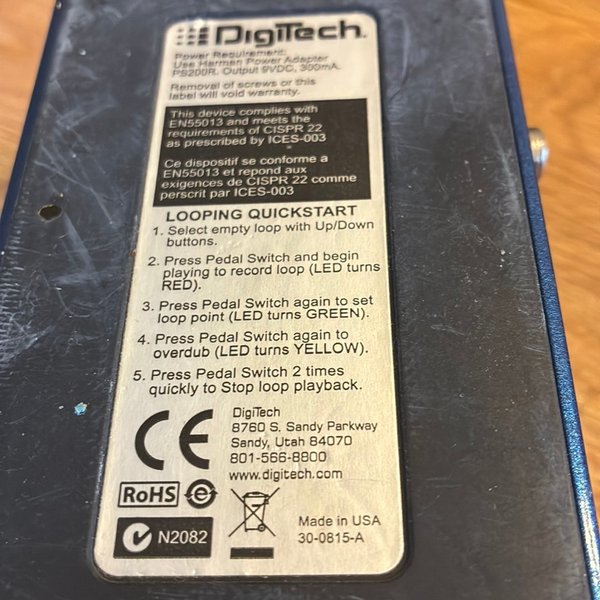 DigiTech
Power Requirement:
Use Harman Power Adapter
PS200R. Output 9VDC, 300mA.
Removal of screws or this
label will void warranty.
This device complies with
EN55013 and meets the
requirements of CISPR 22
as prescribed by ICES-003
Ce dispositif se conforme a
EN55013 et repond aux
exigences de CISPR 22 comme
perscrit par ICES-003
LOOPING QUICKSTART
1. Select empty loop with Up/Down
buttons.
2. Press Pedal Switch and begin
playing to record loop (LED turns
RED).
3. Press Pedal Switch again to set
loop point (LED turns GREEN).
4. Press Pedal Switch again to
overdub (LED turns YELLOW).
5. Press Pedal Switch 2 times
quickly to Stop loop playback.
CE
DigiTech
8760 S. Sandy Parkway
Sandy, Utah 84070
801-566-8800
www.digitech.com
RoHS e
N2082
Made in USA
30-0815-A